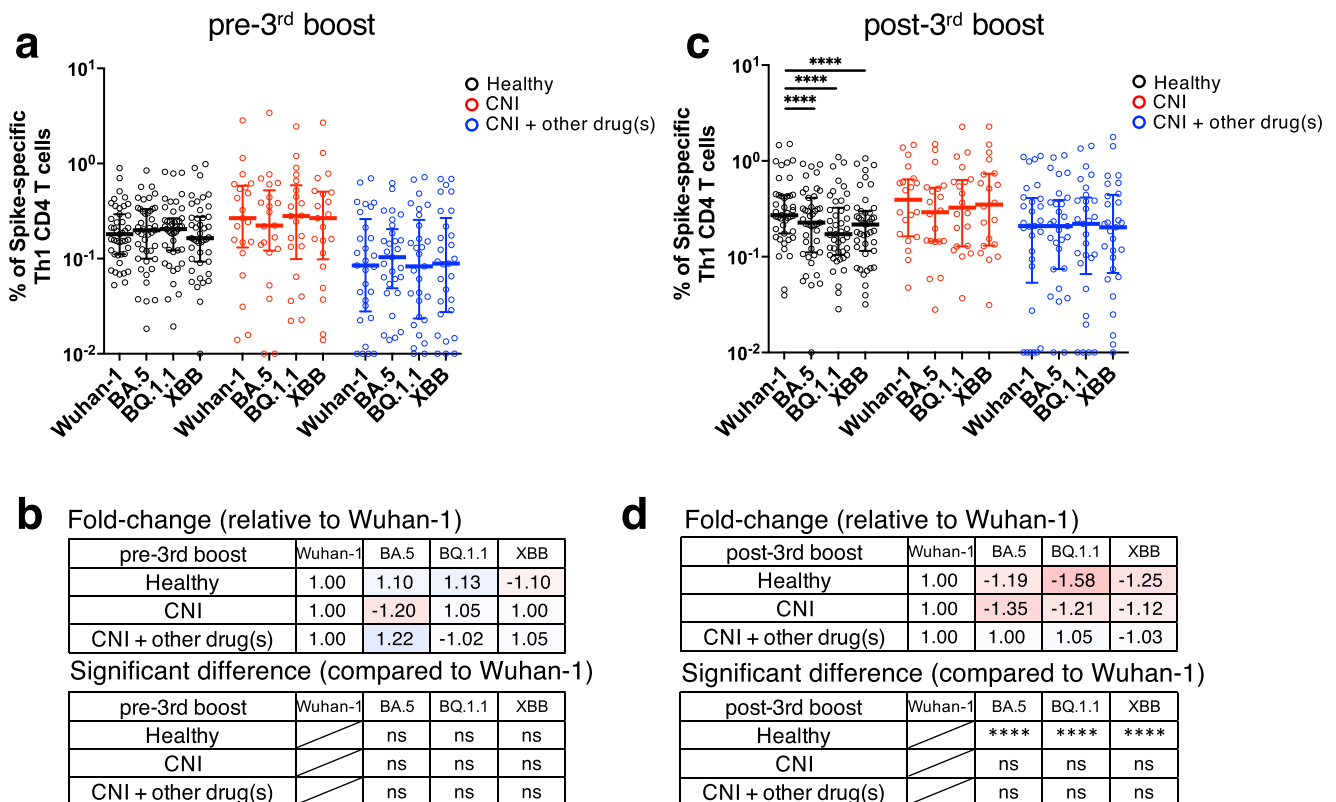 a
pre-3rd boost
% of Spike-specific
Th1 CD4 T cells
10^1
10^0
10^-1
10^-2
Healthy
CNI
CNI + other drug(s)
Wuhan-1
BA.5
BQ.1.1
XBB
Wuhan-1
BA.5
BQ.1.1
XBB
Wuhan-1
BA.5
BQ.1.1
XBB
c
post-3rd boost
% of Spike-specific
Th1 CD4 T cells
10^1
10^0
10^-1
10^-2
****
****
****
Healthy
CNI
CNI + other drug(s)
Wuhan-1
BA.5
BQ.1.1
XBB
Wuhan-1
BA.5
BQ.1.1
XBB
Wuhan-1
BA.5
BQ.1.1
XBB
b
Fold-change (relative to Wuhan-1)
pre-3rd boost Wuhan-1 BA.5 BQ.1.1 XBB
Healthy 1.00 1.10 1.13 -1.10
CNI 1.00 -1.20 1.05 1.00
CNI + other drug(s) 1.00 1.22 -1.02 1.05
Significant difference (compared to Wuhan-1)
pre-3rd boost Wuhan-1 BA.5 BQ.1.1 XBB
Healthy ns ns ns
CNI ns ns ns
CNI + other drug(s) ns ns ns
d
Fold-change (relative to Wuhan-1)
post-3rd boost Wuhan-1 BA.5 BQ.1.1 XBB
Healthy 1.00 -1.19 -1.58 -1.25
CNI 1.00 -1.35 -1.21 -1.12
CNI + other drug(s) 1.00 1.00 1.05 -1.03
Significant difference (compared to Wuhan-1)
post-3rd boost Wuhan-1 BA.5 BQ.1.1 XBB
Healthy **** **** ****
CNI ns ns ns
CNI + other drug(s) ns ns ns